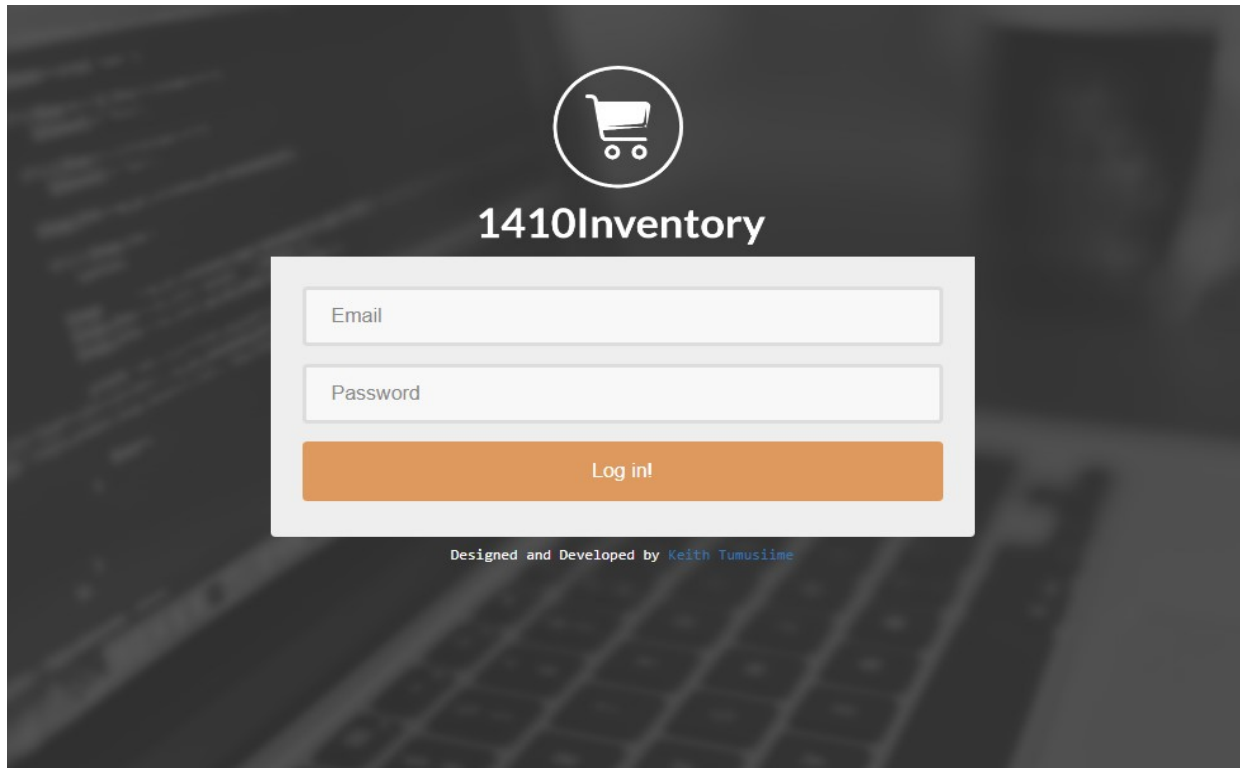 1410Inventory
Email
Password
Log in!
Designed and Developed by Keith Tumusiime